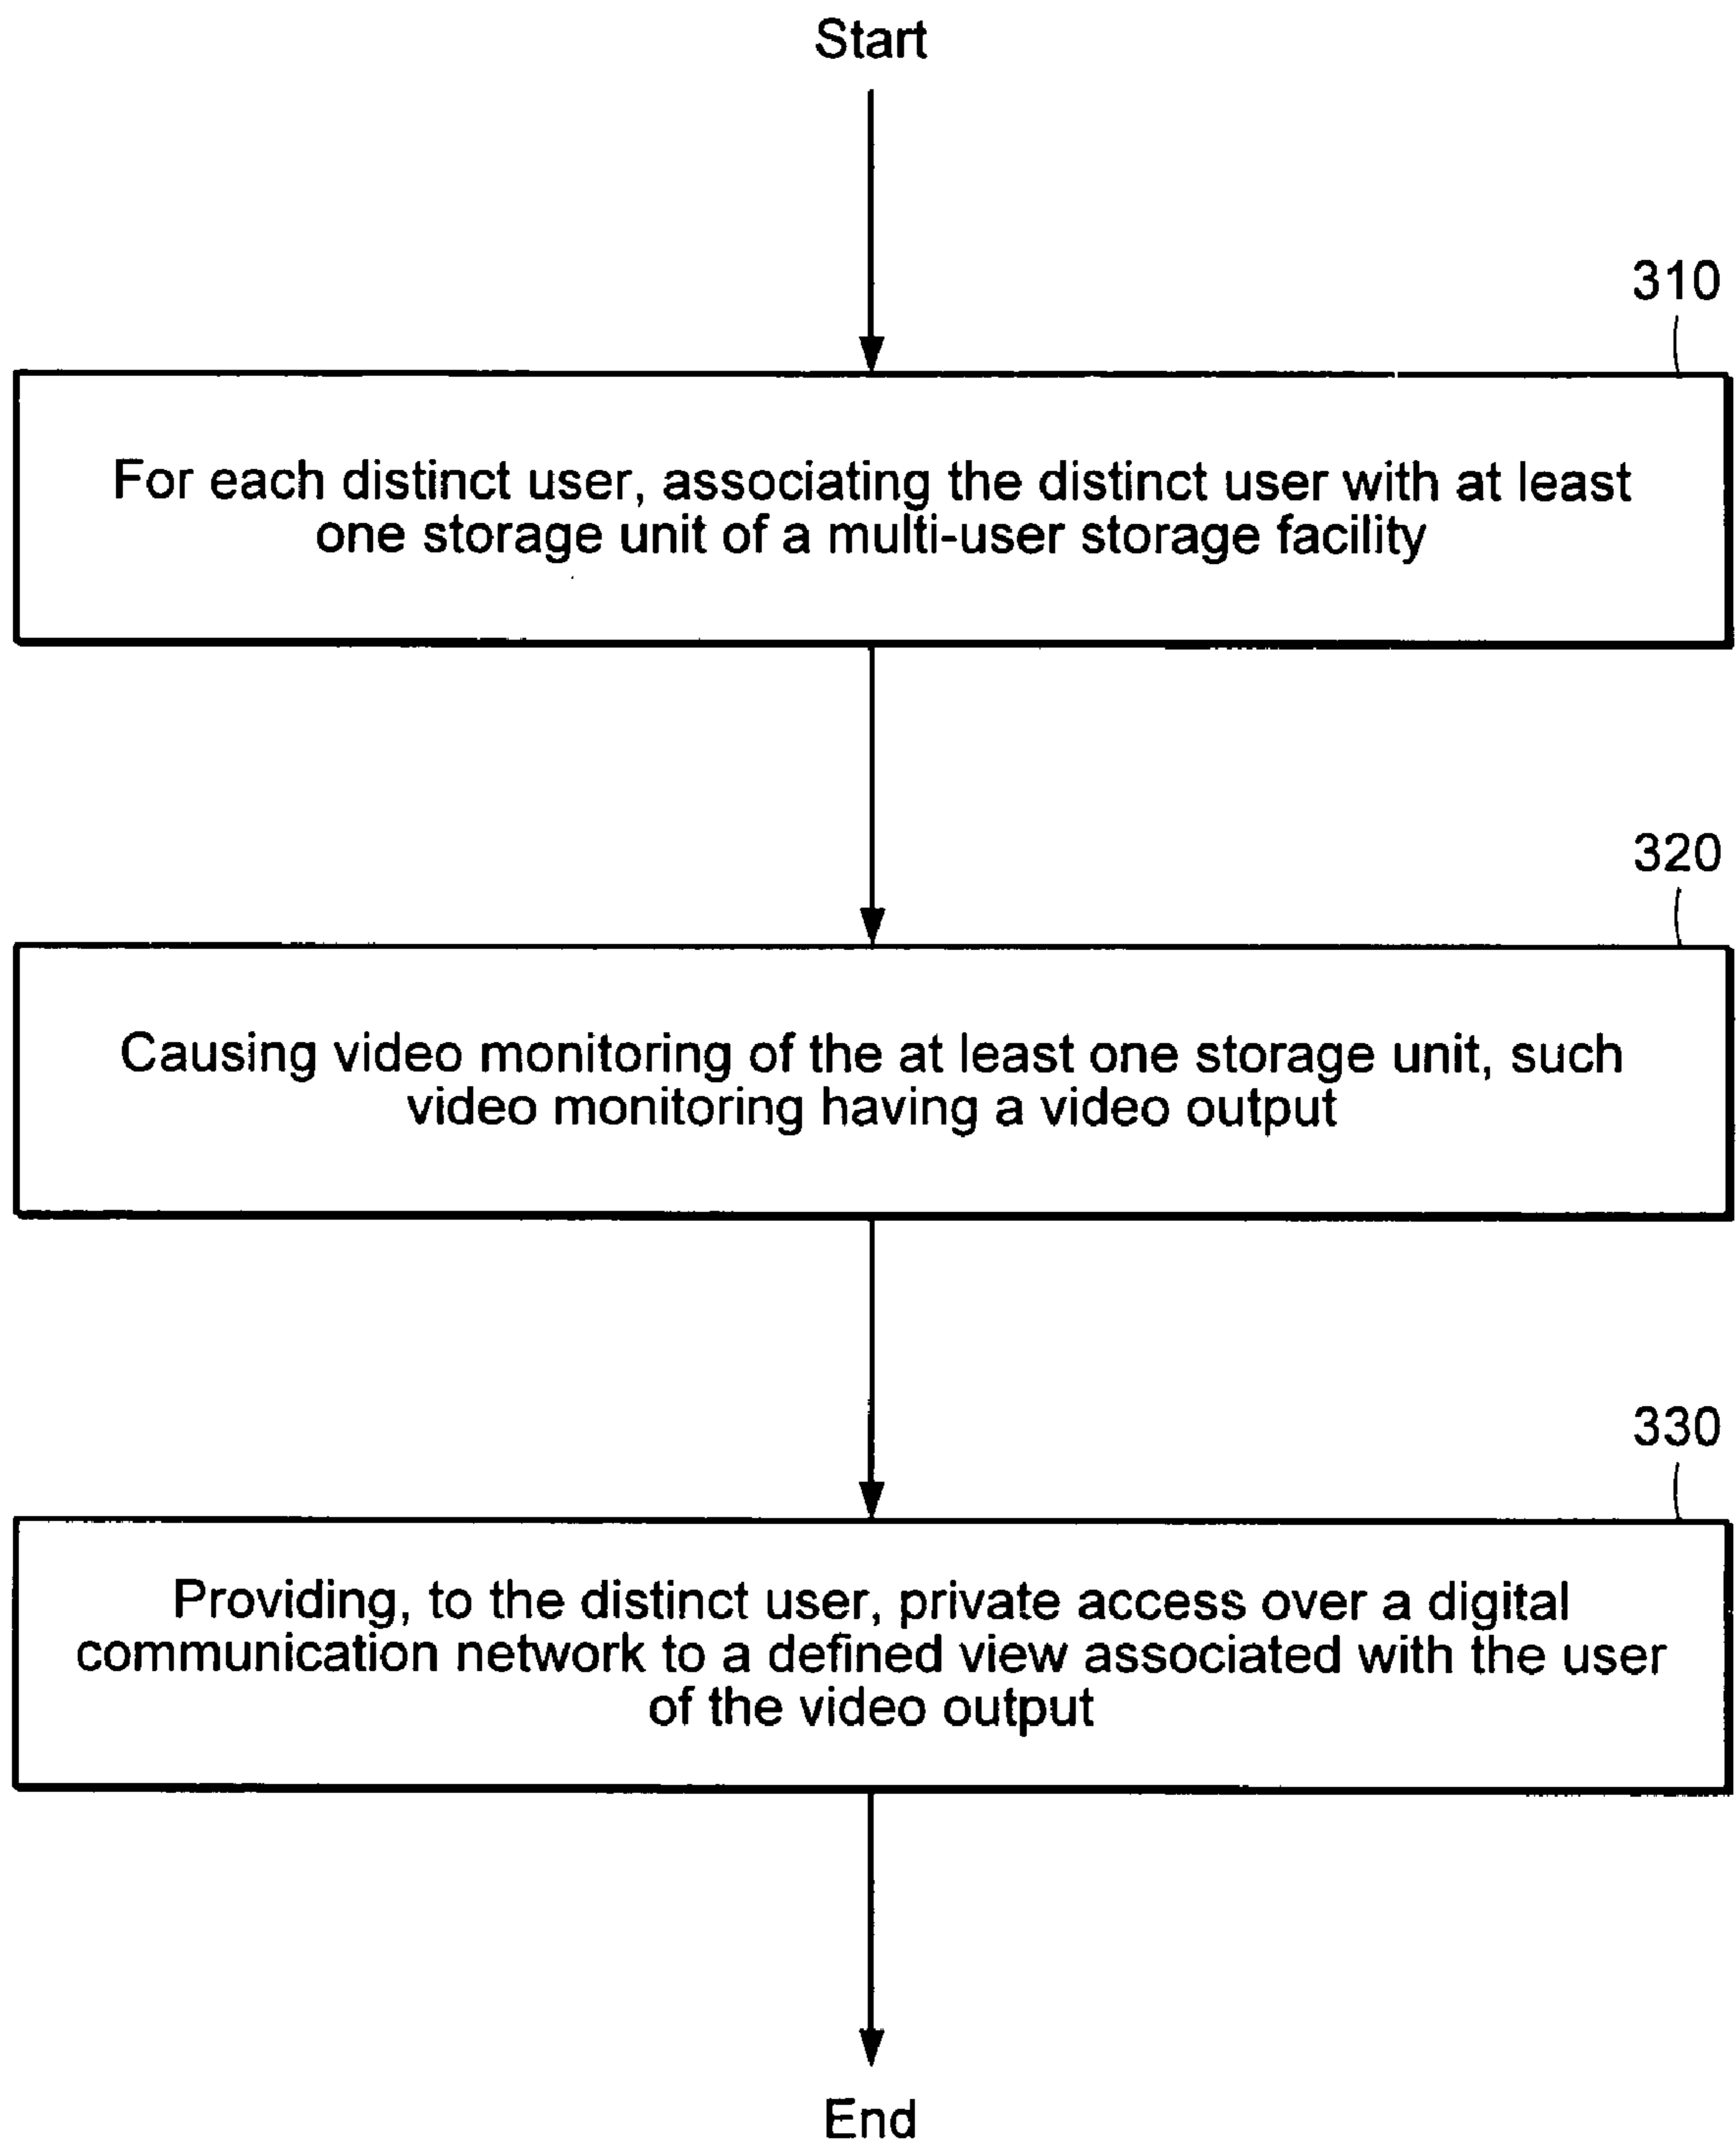 Start
310
For each distinct user, associating the distinct user with at least
one storage unit of a multi-user storage facility
320
Causing video monitoring of the at least one storage unit, such
video monitoring having a video output
330
Providing, to the distinct user, private access over a digital
communication network to a defined view associated with the user
of the video output
End